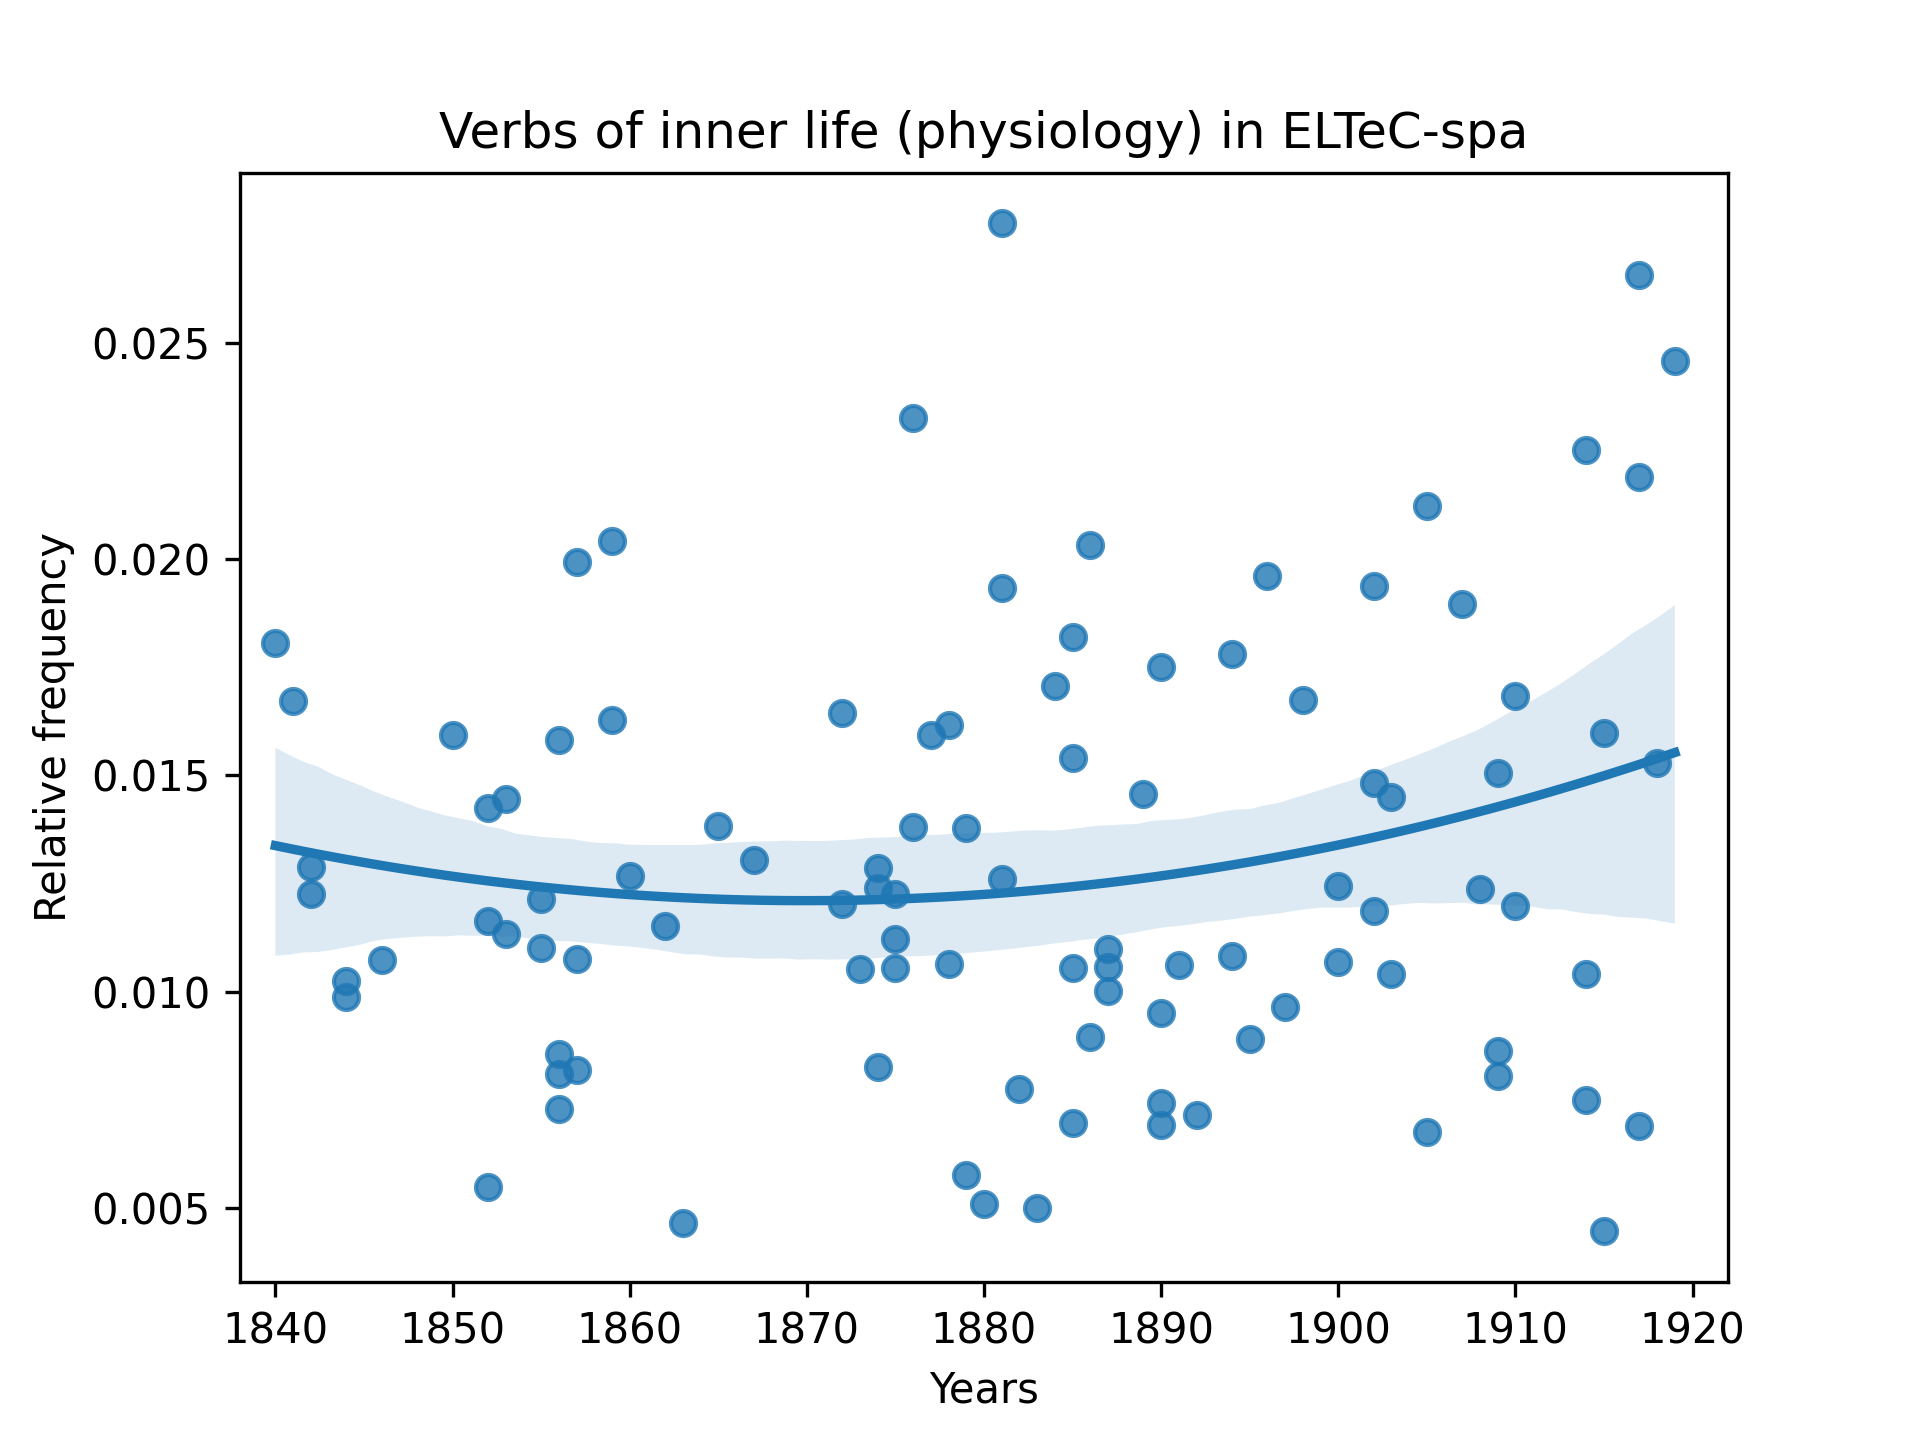 Verbs of inner life (physiology) in ELTeC-spa
Relative frequency
0.025
0.020
0.015
0.010
0.005
1840 1850 1860 1870 1880 1890 1900 1910 1920
Years